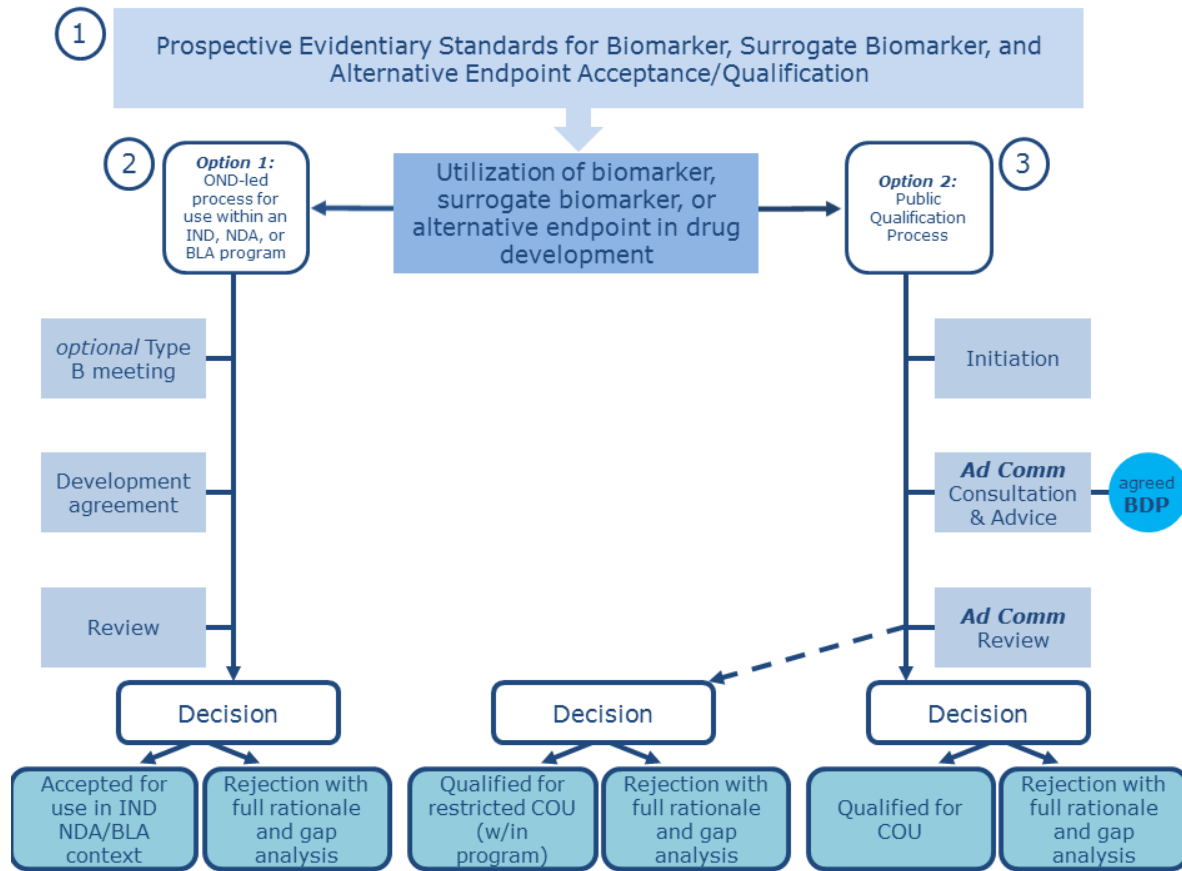 1
Prospective Evidentiary Standards for Biomarker, Surrogate Biomarker, and
Alternative Endpoint Acceptance/Qualification
2
Option 1:
OND-led
process for
use within an
IND, NDA, or
BLA program
Utilization of biomarker,
surrogate biomarker, or
alternative endpoint in drug
development
3
Option 2:
Public
Qualification
Process
optional Type
B meeting
Development
agreement
Review
Initiation
Ad Comm
Consultation
& Advice
agreed
BDP
Ad Comm
Review
Decision
Decision
Decision
Accepted for
use in IND
NDA/BLA
context
Rejection with
full rationale
and gap
analysis
Qualified for
restricted COU
(w/in
program)
Rejection with
full rationale
and gap
analysis
Qualified for
COU
Rejection with
full rationale
and gap
analysis